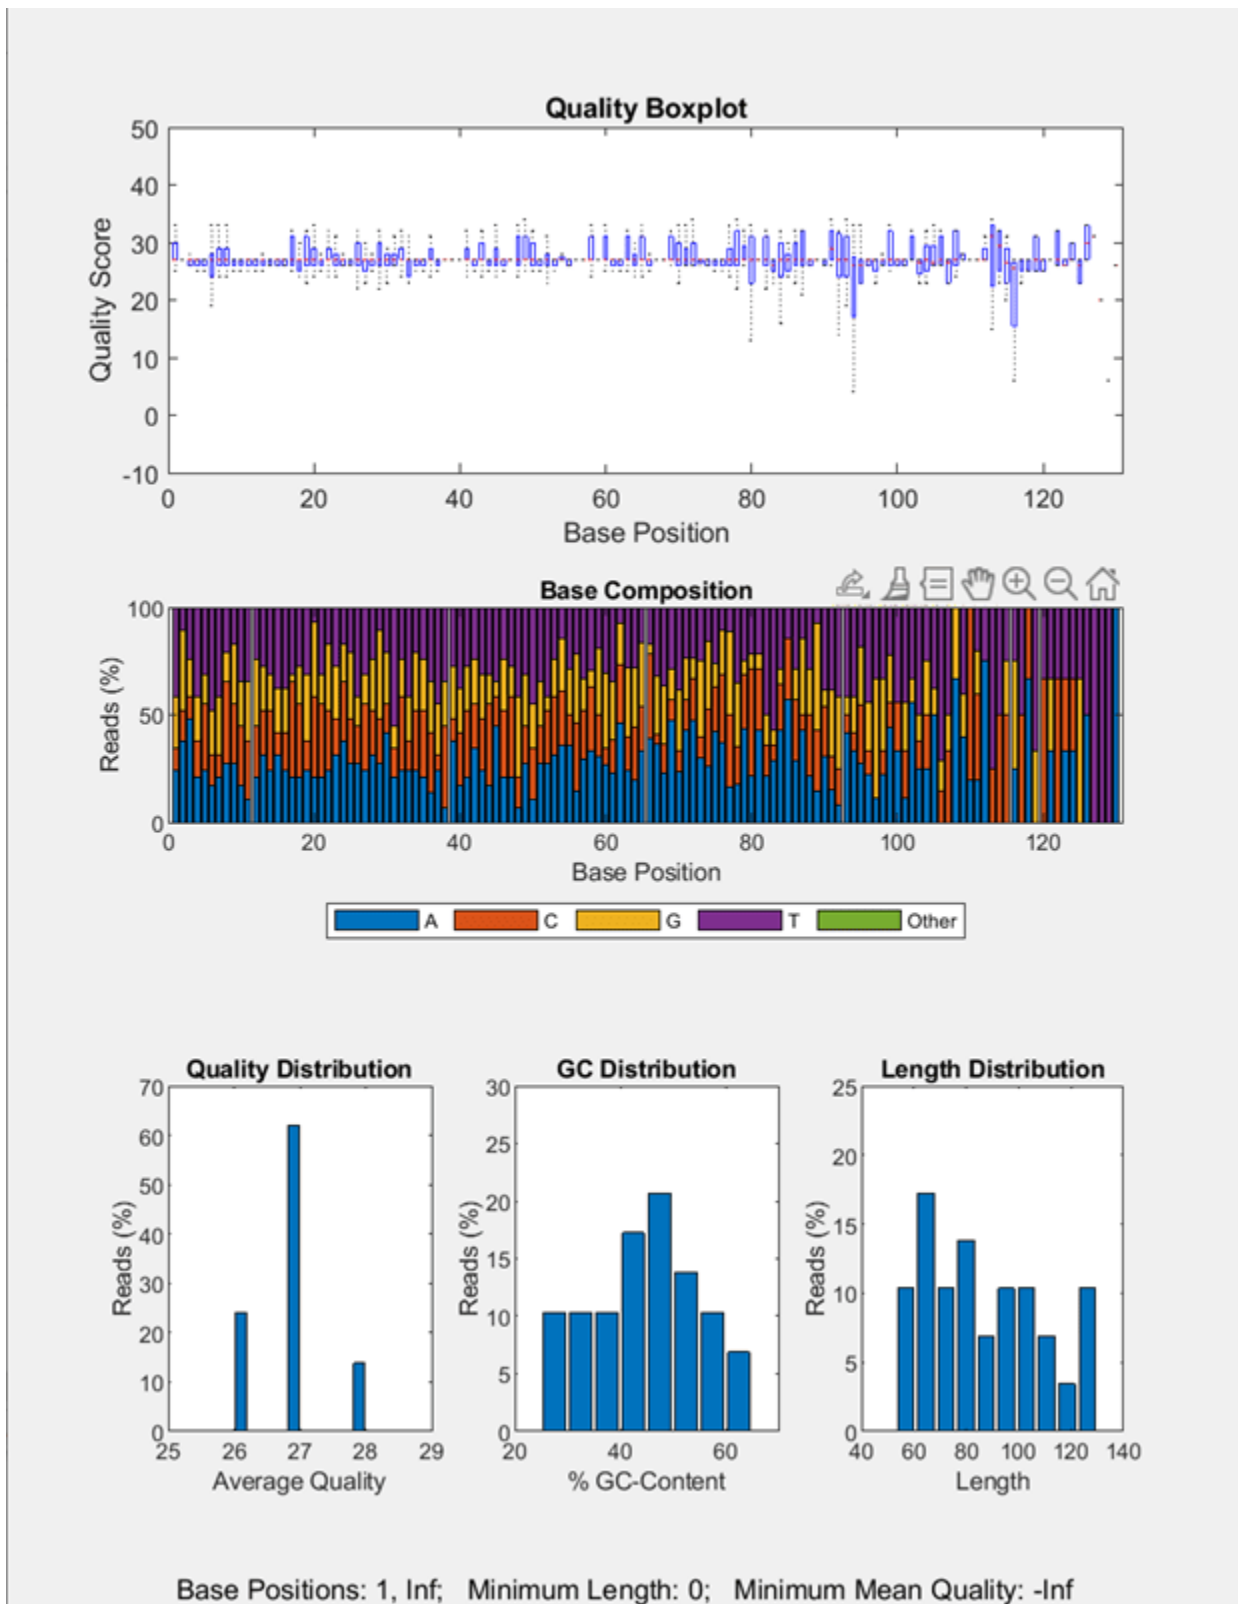 Quality Boxplot
50
40
30
20
10
0
-10
Quality Score
0 20 40 60 80 100 120
Base Position
Base Composition
100
50
0
Reads (%)
0 20 40 60 80 100 120
Base Position
A C G T Other
Quality Distribution
70
60
50
40
30
20
10
0
Reads (%)
25 26 27 28 29
Average Quality
GC Distribution
30
25
20
15
10
5
0
Reads (%)
20 40 60
% GC-Content
Length Distribution
25
20
15
10
5
0
Reads (%)
40 60 80 100 120 140
Length
Base Positions: 1, Inf; Minimum Length: 0; Minimum Mean Quality: -Inf